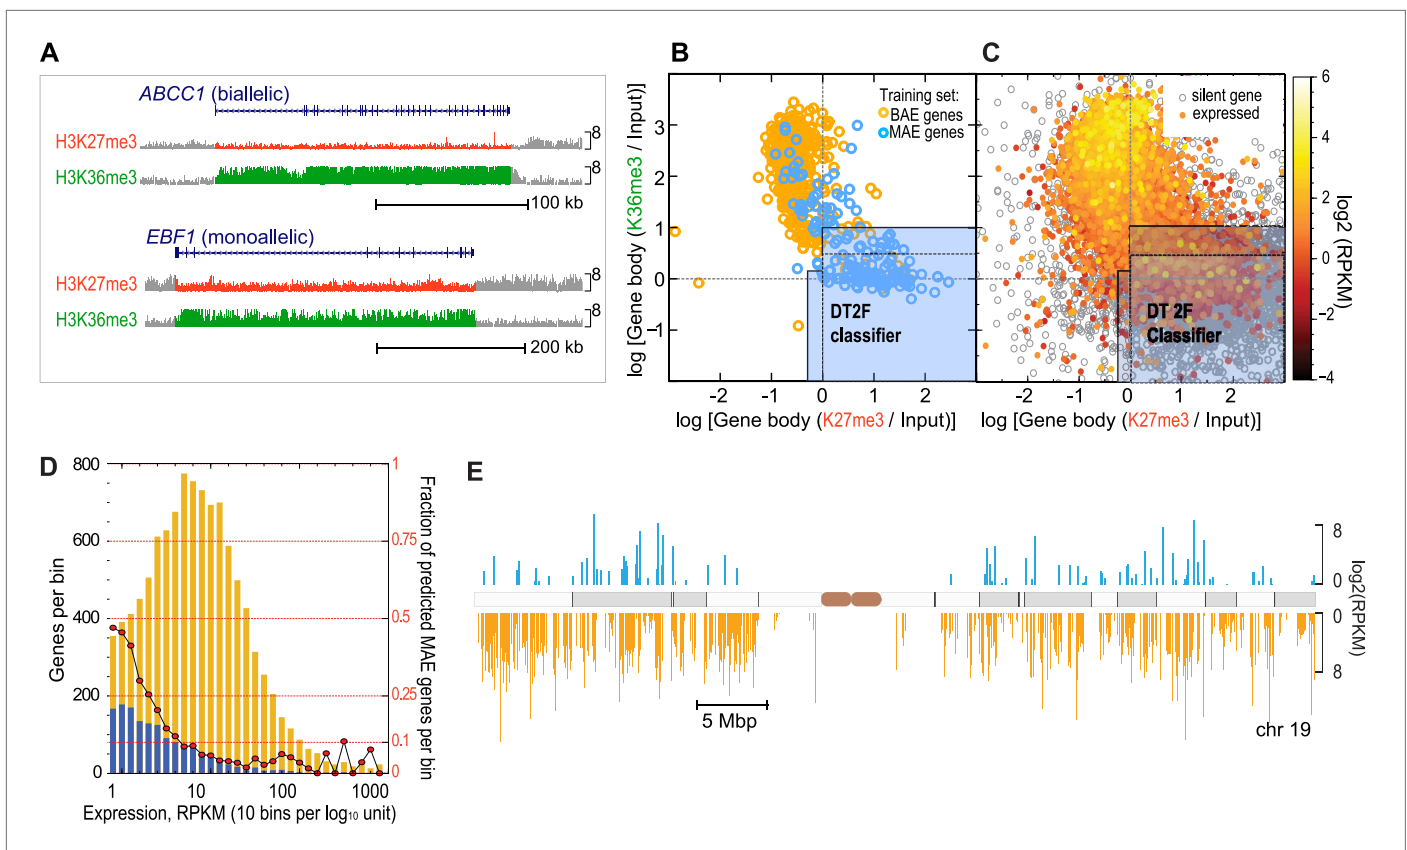 A
ABCC1 (biallelic)
H3K27me3
8
H3K36me3
8
100 kb
EBF1 (monoallelic)
H3K27me3
8
H3K36me3
8
200 kb
B
log [Gene body (K36me3 / Input)]
3
2
1
0
−1
Training set:
BAE genes
MAE genes
DT2F
classifier
-2
-1
0
1
2
log [Gene body (K27me3 / Input)]
C
silent gene
expressed
DT 2F
Classifier
-2
-1
0
1
2
log [Gene body (K27me3 / Input)]
6
4
2
0
−2
−4
log2 (RPKM)
D
Genes per bin
800
600
400
200
0
1
0.75
0.5
0.25
0.1
0
Fraction of predicted MAE genes per bin
1
10
100
1000
Expression, RPKM (10 bins per log10 unit)
E
8
0
0
8
log2(RPKM)
5 Mbp
chr 19